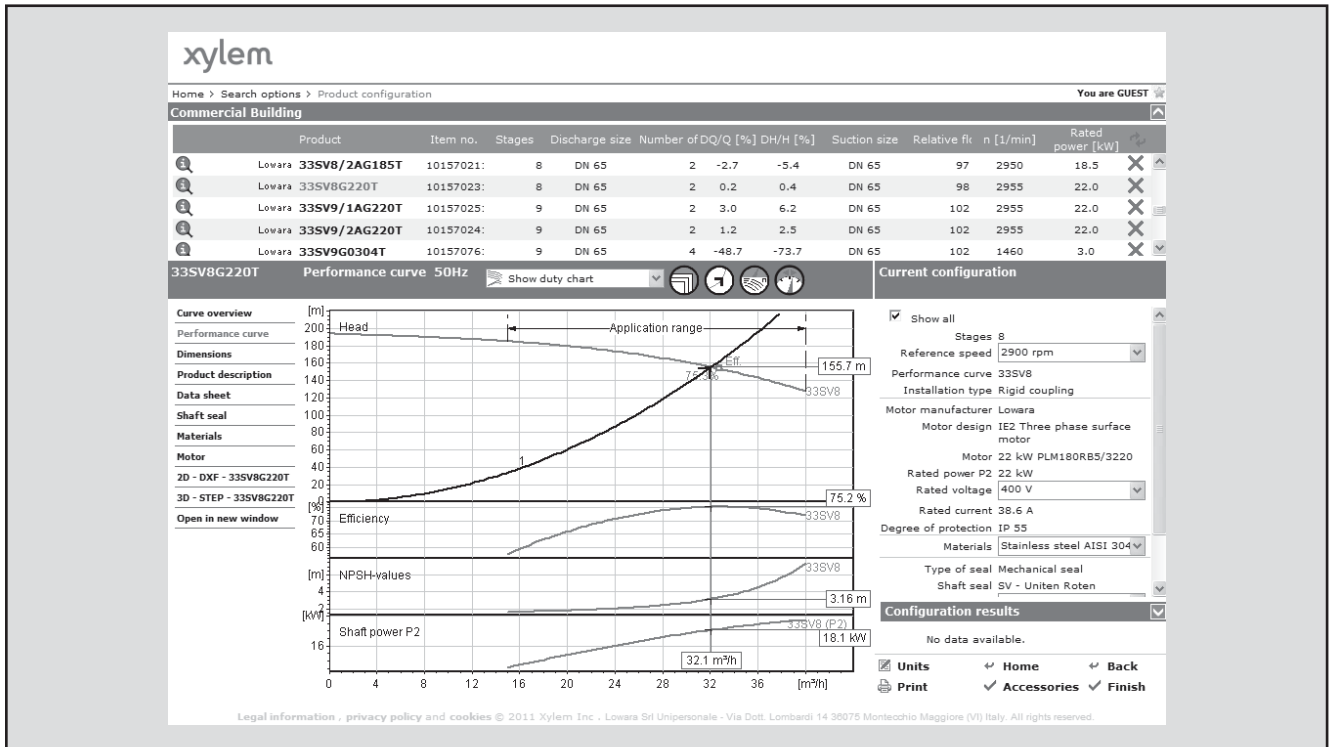 xylem
Home > Search options > Product configuration
You are GUEST
Commercial Building
Product Item no. Stages Discharge size Number of DQ/Q [%] DH/H [%] Suction size Relative flo n [1/min] Rated power [kW]
Lowara 33SV8/2AG185T 10157021: 8 DN 65 2 -2.7 -5.4 DN 65 97 2950 18.5
Lowara 33SV8G220T 10157023: 8 DN 65 2 0.2 0.4 DN 65 98 2955 22.0
Lowara 33SV9/1AG220T 10157025: 9 DN 65 2 3.0 6.2 DN 65 102 2955 22.0
Lowara 33SV9/2AG220T 10157024: 9 DN 65 2 1.2 2.5 DN 65 102 2955 22.0
Lowara 33SV9G0304T 10157076: 9 DN 65 4 -48.7 -73.7 DN 65 102 1460 3.0
33SV8G220T Performance curve 50Hz Show duty chart
Current configuration
Curve overview
Performance curve
Dimensions
Product description
Data sheet
Shaft seal
Materials
Motor
2D - DXF - 33SV8G220T
3D - STEP - 33SV8G220T
Open in new window
[m]
200
180
160
140
120
100
80
60
40
20
0
Head
Application range
Eff.
155.7 m
33SV8
1
75.2 %
[%]
70
65
60
Efficiency
33SV8
[m]
4
2
NPSH-values
33SV8
3.16 m
[kW]
16
Shaft power P2
33SV8 (P2)
18.1 kW
32.1 m³/h
0 4 8 12 16 20 24 28 32 36 [m³/h]
Show all
Stages 8
Reference speed 2900 rpm
Performance curve 33SV8
Installation type Rigid coupling
Motor manufacturer Lowara
Motor design IE2 Three phase surface
motor
Motor 22 kW PLM180RB5/3220
Rated power P2 22 kW
Rated voltage 400 V
Rated current 38.6 A
Degree of protection IP 55
Materials Stainless steel AISI 304
Type of seal Mechanical seal
Shaft seal SV - Uniten Roten
Configuration results
No data available.
Units Home Back
Print Accessories Finish
Legal information , privacy policy and cookies © 2011 Xylem Inc . Lowara Srl Unipersonale - Via Dott. Lombardi 14 36075 Montecchio Maggiore (VI) Italy. All rights reserved.